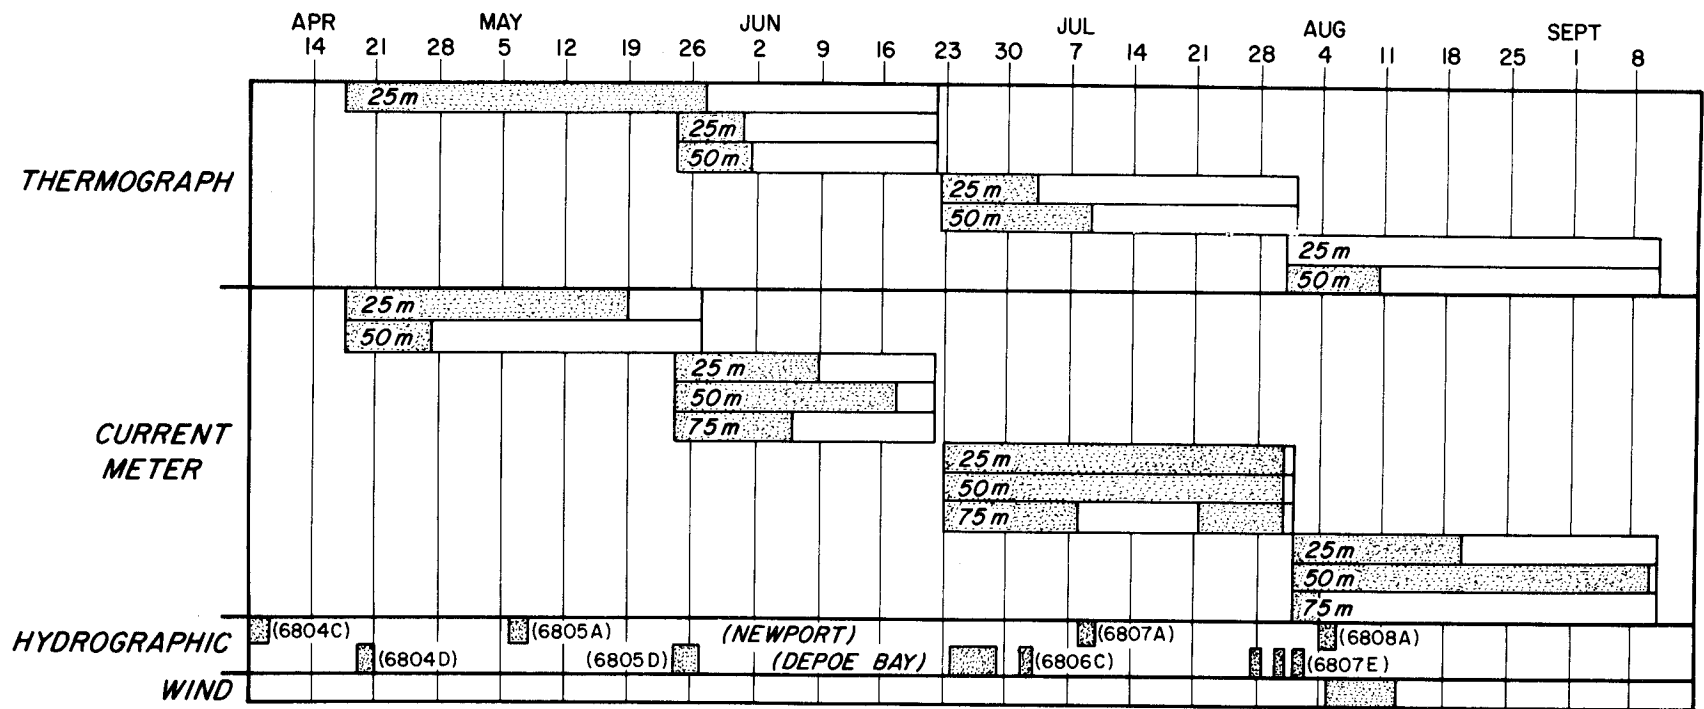 APR MAY JUN JUL AUG SEPT
14 21 28 5 12 19 26 2 9 16 23 30 7 14 21 28 4 11 18 25 1 8
25m
25m
50m
THERMOGRAPH
25m
50m
25m
50m
25m
50m
25m
50m
75m
CURRENT
METER
25m
50m
75m
25m
50m
75m
HYDROGRAPHIC
(6804C) (6805A) (NEWPORT) (6807A) (6808A)
(6804D) (6805D) (DEPOE BAY) (6806C) (6807E)
WIND